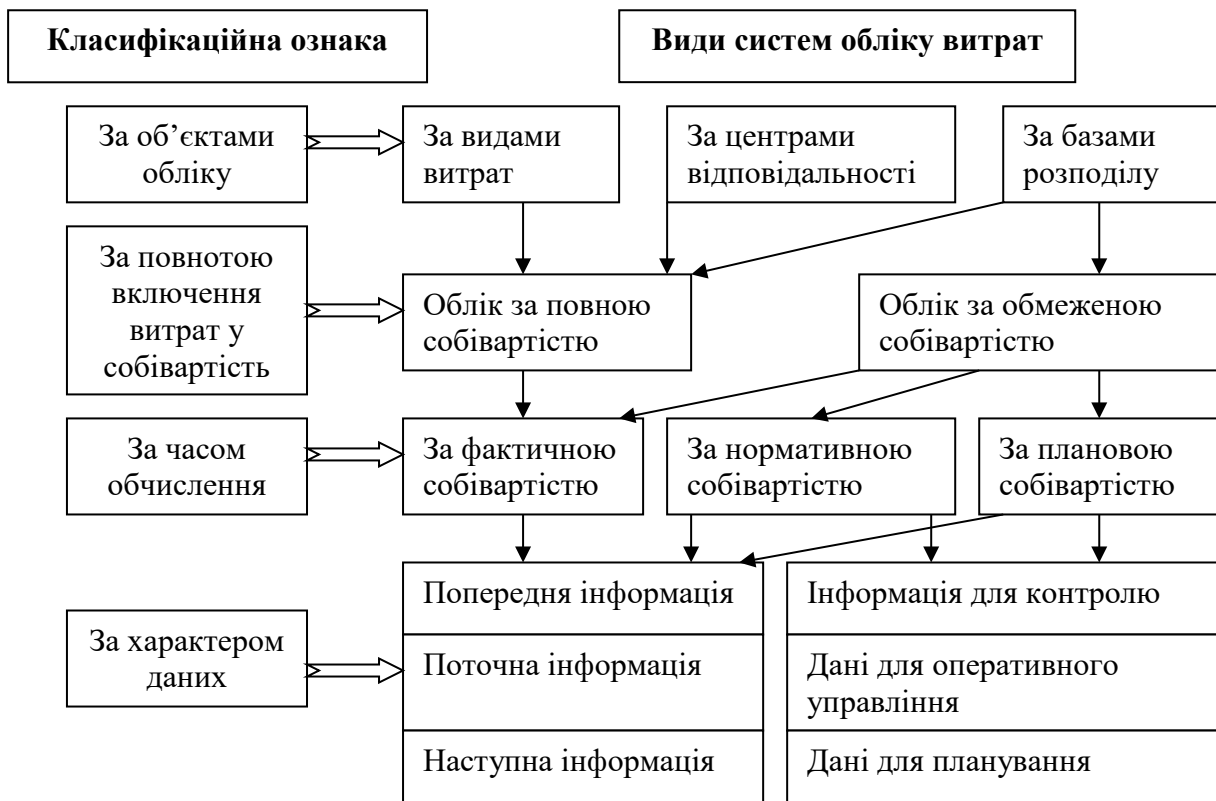 Класифікаційна ознака
Види систем обліку витрат
За об’єктами
обліку
За видами
витрат
За центрами
відповідальності
За базами
розподілу
За повнотою
включення
витрат у
собівартість
Облік за повною
собівартістю
Облік за обмеженою
собівартістю
За часом
обчислення
За фактичною
собівартістю
За нормативною
собівартістю
За плановою
собівартістю
За характером
даних
Попередня інформація
Інформація для контролю
Поточна інформація
Дані для оперативного
управління
Наступна інформація
Дані для планування